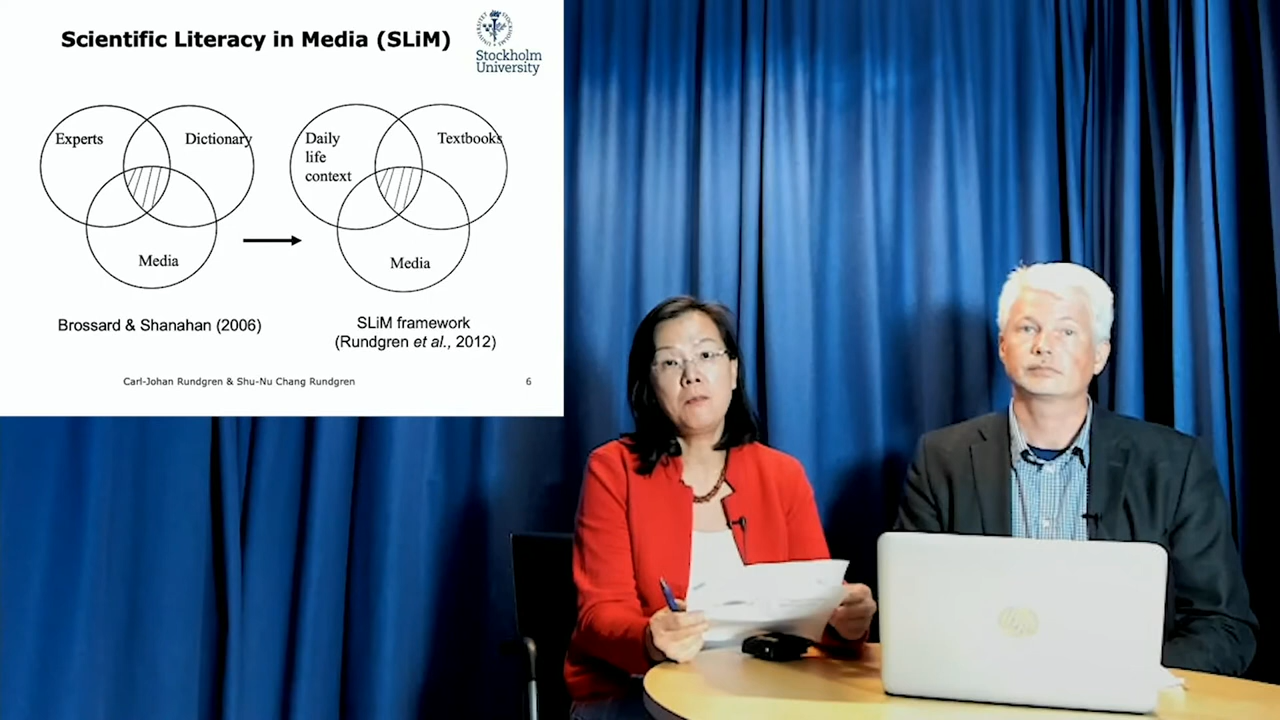 Scientific Literacy in Media (SLiM)
Stockholm
University
Experts
Dictionary
Media
Daily
life
context
Textbooks
Media
Brossard & Shanahan (2006)
SLiM framework
(Rundgren et al., 2012)
Carl-Johan Rundgren & Shu-Nu Chang Rundgren
6